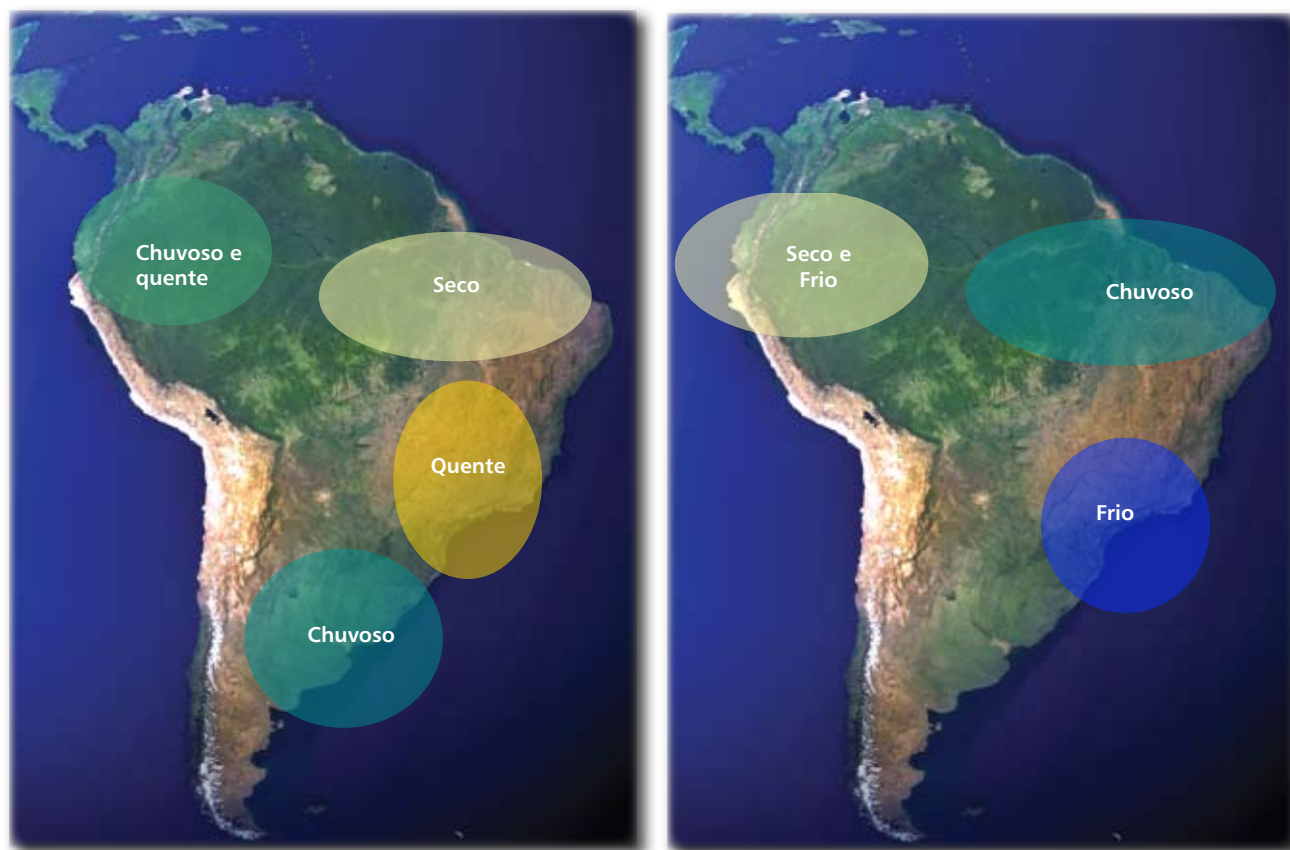 Chuvoso e
quente
Seco
Quente
Chuvoso
Seco e
Frio
Chuvoso
Frio